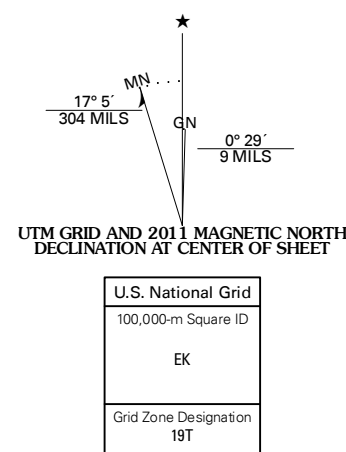 ★
MN
17° 5´
304 MILS
GN
0° 29´
9 MILS
UTM GRID AND 2011 MAGNETIC NORTH
DECLINATION AT CENTER OF SHEET
U.S. National Grid
100,000-m Square ID
EK
Grid Zone Designation
19T